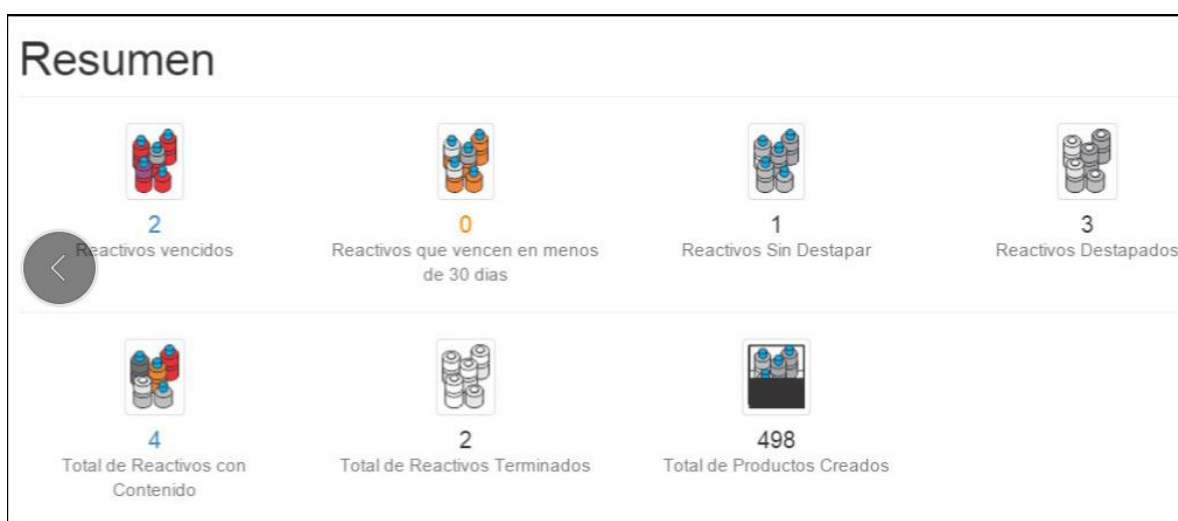 Resumen
2
Reactivos vencidos
0
Reactivos que vencen en menos
de 30 dias
1
Reactivos Sin Destapar
3
Reactivos Destapados
4
Total de Reactivos con
Contenido
2
Total de Reactivos Terminados
498
Total de Productos Creados